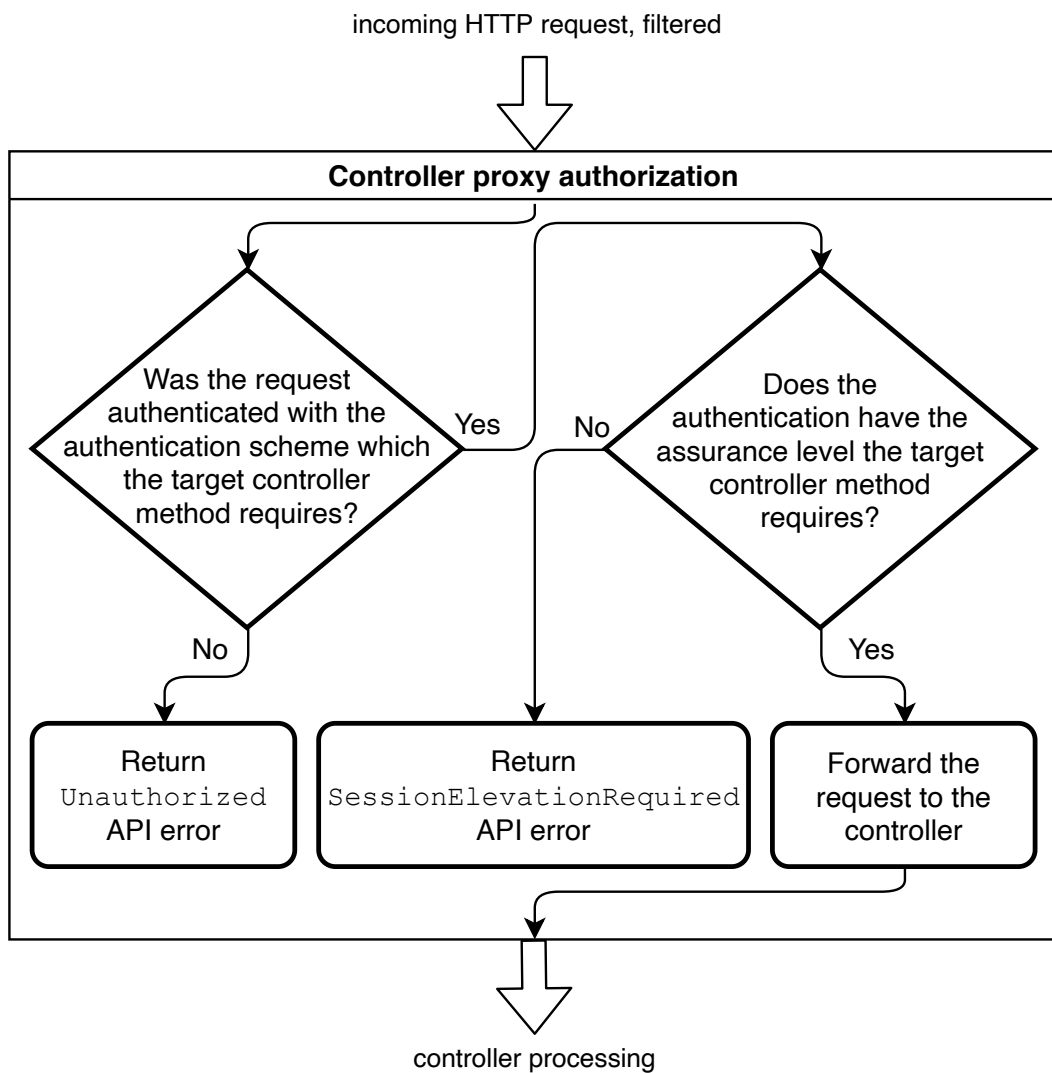 incoming HTTP request, filtered
Controller proxy authorization
Was the request
authenticated with the
authentication scheme which
the target controller
method requires?
Yes
No
Does the
authentication have the
assurance level the target
controller method
requires?
No
Yes
Return
Unauthorized
API error
Return
SessionElevationRequired
API error
Forward the
request to the
controller
controller processing